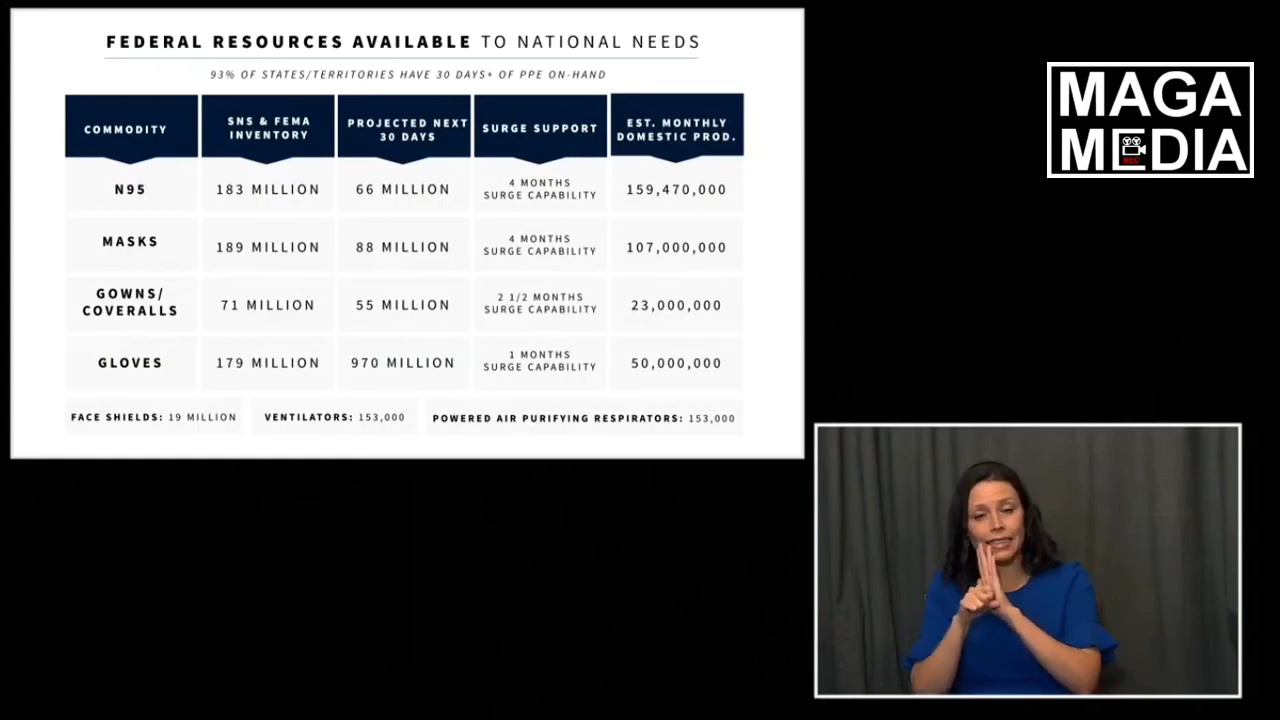 FEDERAL RESOURCES AVAILABLE TO NATIONAL NEEDS
93% OF STATES/TERRITORIES HAVE 30 DAYS+ OF PPE ON-HAND
COMMODITY
SNS & FEMA
INVENTORY
PROJECTED NEXT
30 DAYS
SURGE SUPPORT
EST. MONTHLY
DOMESTIC PROD.
N95
183 MILLION
66 MILLION
4 MONTHS
SURGE CAPABILITY
159,470,000
MASKS
189 MILLION
88 MILLION
4 MONTHS
SURGE CAPABILITY
107,000,000
GOWNS/
COVERALLS
71 MILLION
55 MILLION
2 1/2 MONTHS
SURGE CAPABILITY
23,000,000
GLOVES
179 MILLION
970 MILLION
1 MONTHS
SURGE CAPABILITY
50,000,000
FACE SHIELDS: 19 MILLION
VENTILATORS: 153,000
POWERED AIR PURIFYING RESPIRATORS: 153,000
MAGA
MEDIA
REC